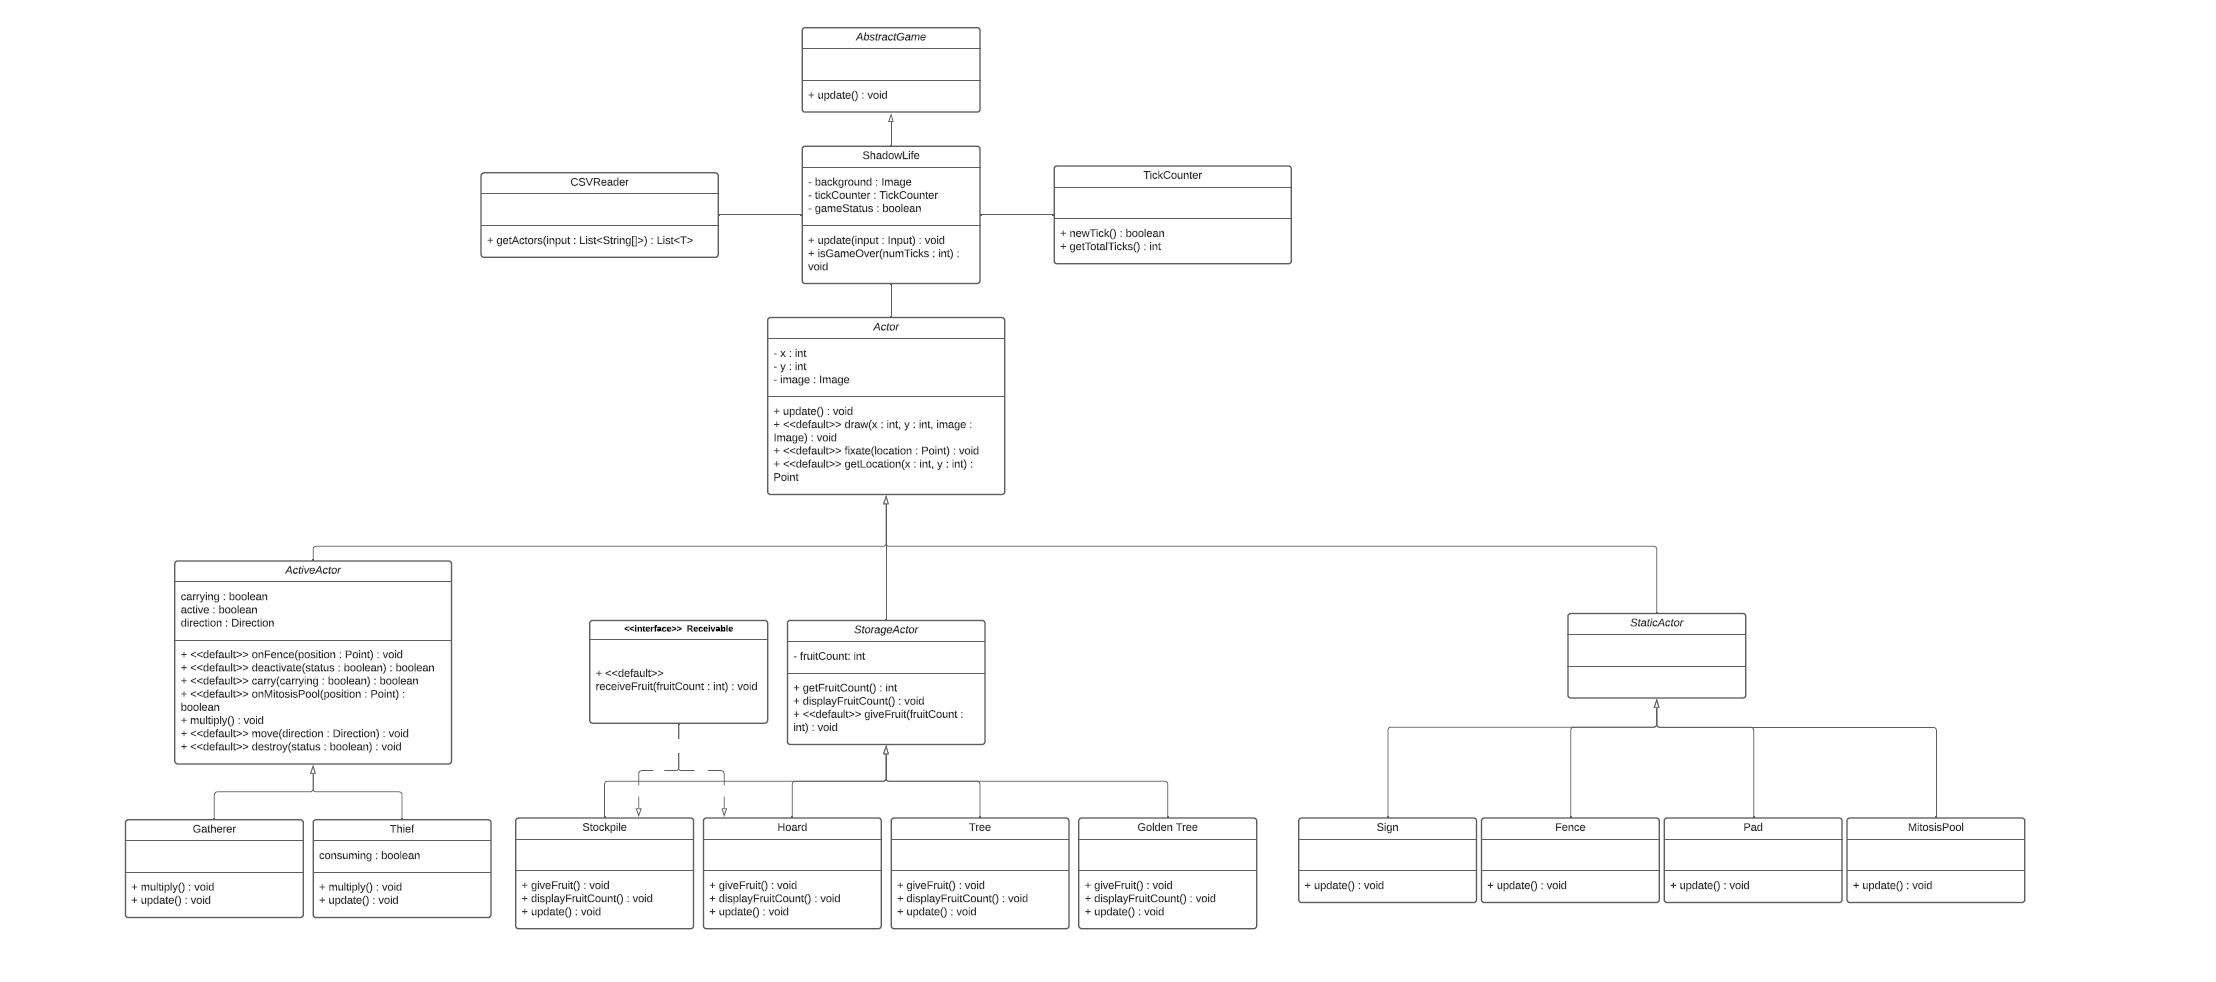 AbstractGame
+ update() : void
CSVReader
+ getActors(input : List<String[]>) : List<T>
ShadowLife
- background : Image
- tickCounter : TickCounter
- gameStatus : boolean
+ update(input : Input) : void
+ isGameOver(numTicks : int) :
void
TickCounter
+ newTick() : boolean
+ getTotalTicks() : int
Actor
- x : int
- y : int
- image : Image
+ update() : void
+ <<default>> draw(x : int, y : int, image :
Image) : void
+ <<default>> fixate(location : Point) : void
+ <<default>> getLocation(x : int, y : int) :
Point
ActiveActor
carrying : boolean
active : boolean
direction : Direction
+ <<default>> onFence(position : Point) : void
+ <<default>> deactivate(status : boolean) : boolean
+ <<default>> carry(carrying : boolean) : boolean
+ <<default>> onMitosisPool(position : Point) :
boolean
+ multiply() : void
+ <<default>> move(direction : Direction) : void
+ <<default>> destroy(status : boolean) : void
<<interface>> Receivable
+ <<default>>
receiveFruit(fruitCount : int) : void
StorageActor
- fruitCount: int
+ getFruitCount() : int
+ displayFruitCount() : void
+ <<default>> giveFruit(fruitCount :
int) : void
StaticActor
Gatherer
+ multiply() : void
+ update() : void
Thief
consuming : boolean
+ multiply() : void
+ update() : void
Stockpile
+ giveFruit() : void
+ displayFruitCount() : void
+ update() : void
Hoard
+ giveFruit() : void
+ displayFruitCount() : void
+ update() : void
Tree
+ giveFruit() : void
+ displayFruitCount() : void
+ update() : void
Golden Tree
+ giveFruit() : void
+ displayFruitCount() : void
+ update() : void
Sign
+ update() : void
Fence
+ update() : void
Pad
+ update() : void
MitosisPool
+ update() : void